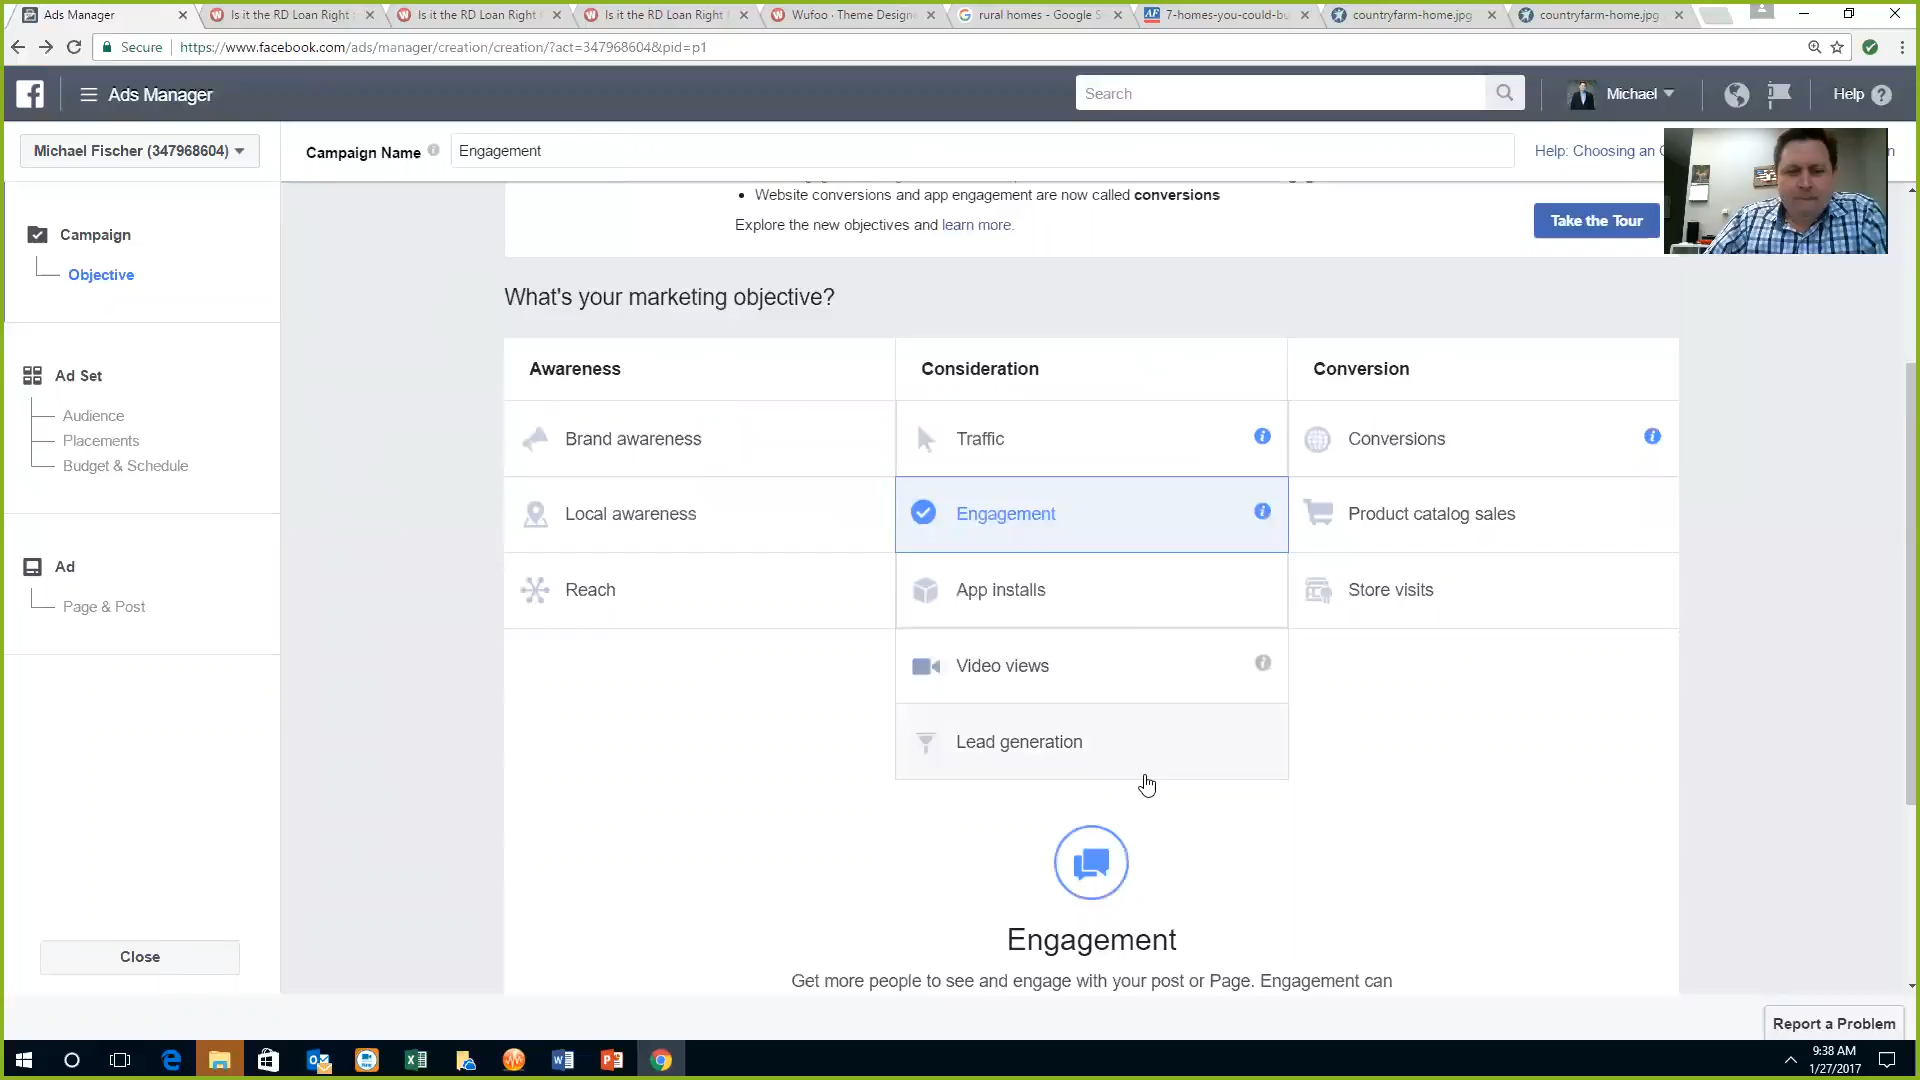 Ads Manager
Is it the RD Loan Right
Is it the RD Loan Right
Is it the RD Loan Right
Wufoo · Theme Designe
rural homes - Google S
7-homes-you-could-bu
countryfarm-home.jpg
countryfarm-home.jpg
Secure
https://www.facebook.com/ads/manager/creation/creation/?act=347968604&pid=p1
Ads Manager
Search
Michael
Help
Michael Fischer (347968604)
Campaign Name
Engagement
Help: Choosing an
Website conversions and app engagement are now called conversions
Explore the new objectives and learn more.
Take the Tour
Campaign
Objective
Ad Set
Audience
Placements
Budget & Schedule
Ad
Page & Post
Close
What's your marketing objective?
Awareness
Consideration
Conversion
Brand awareness
Traffic
Conversions
Local awareness
Engagement
Product catalog sales
Reach
App installs
Store visits
Video views
Lead generation
Engagement
Get more people to see and engage with your post or Page. Engagement can
Report a Problem
9:38 AM
1/27/2017